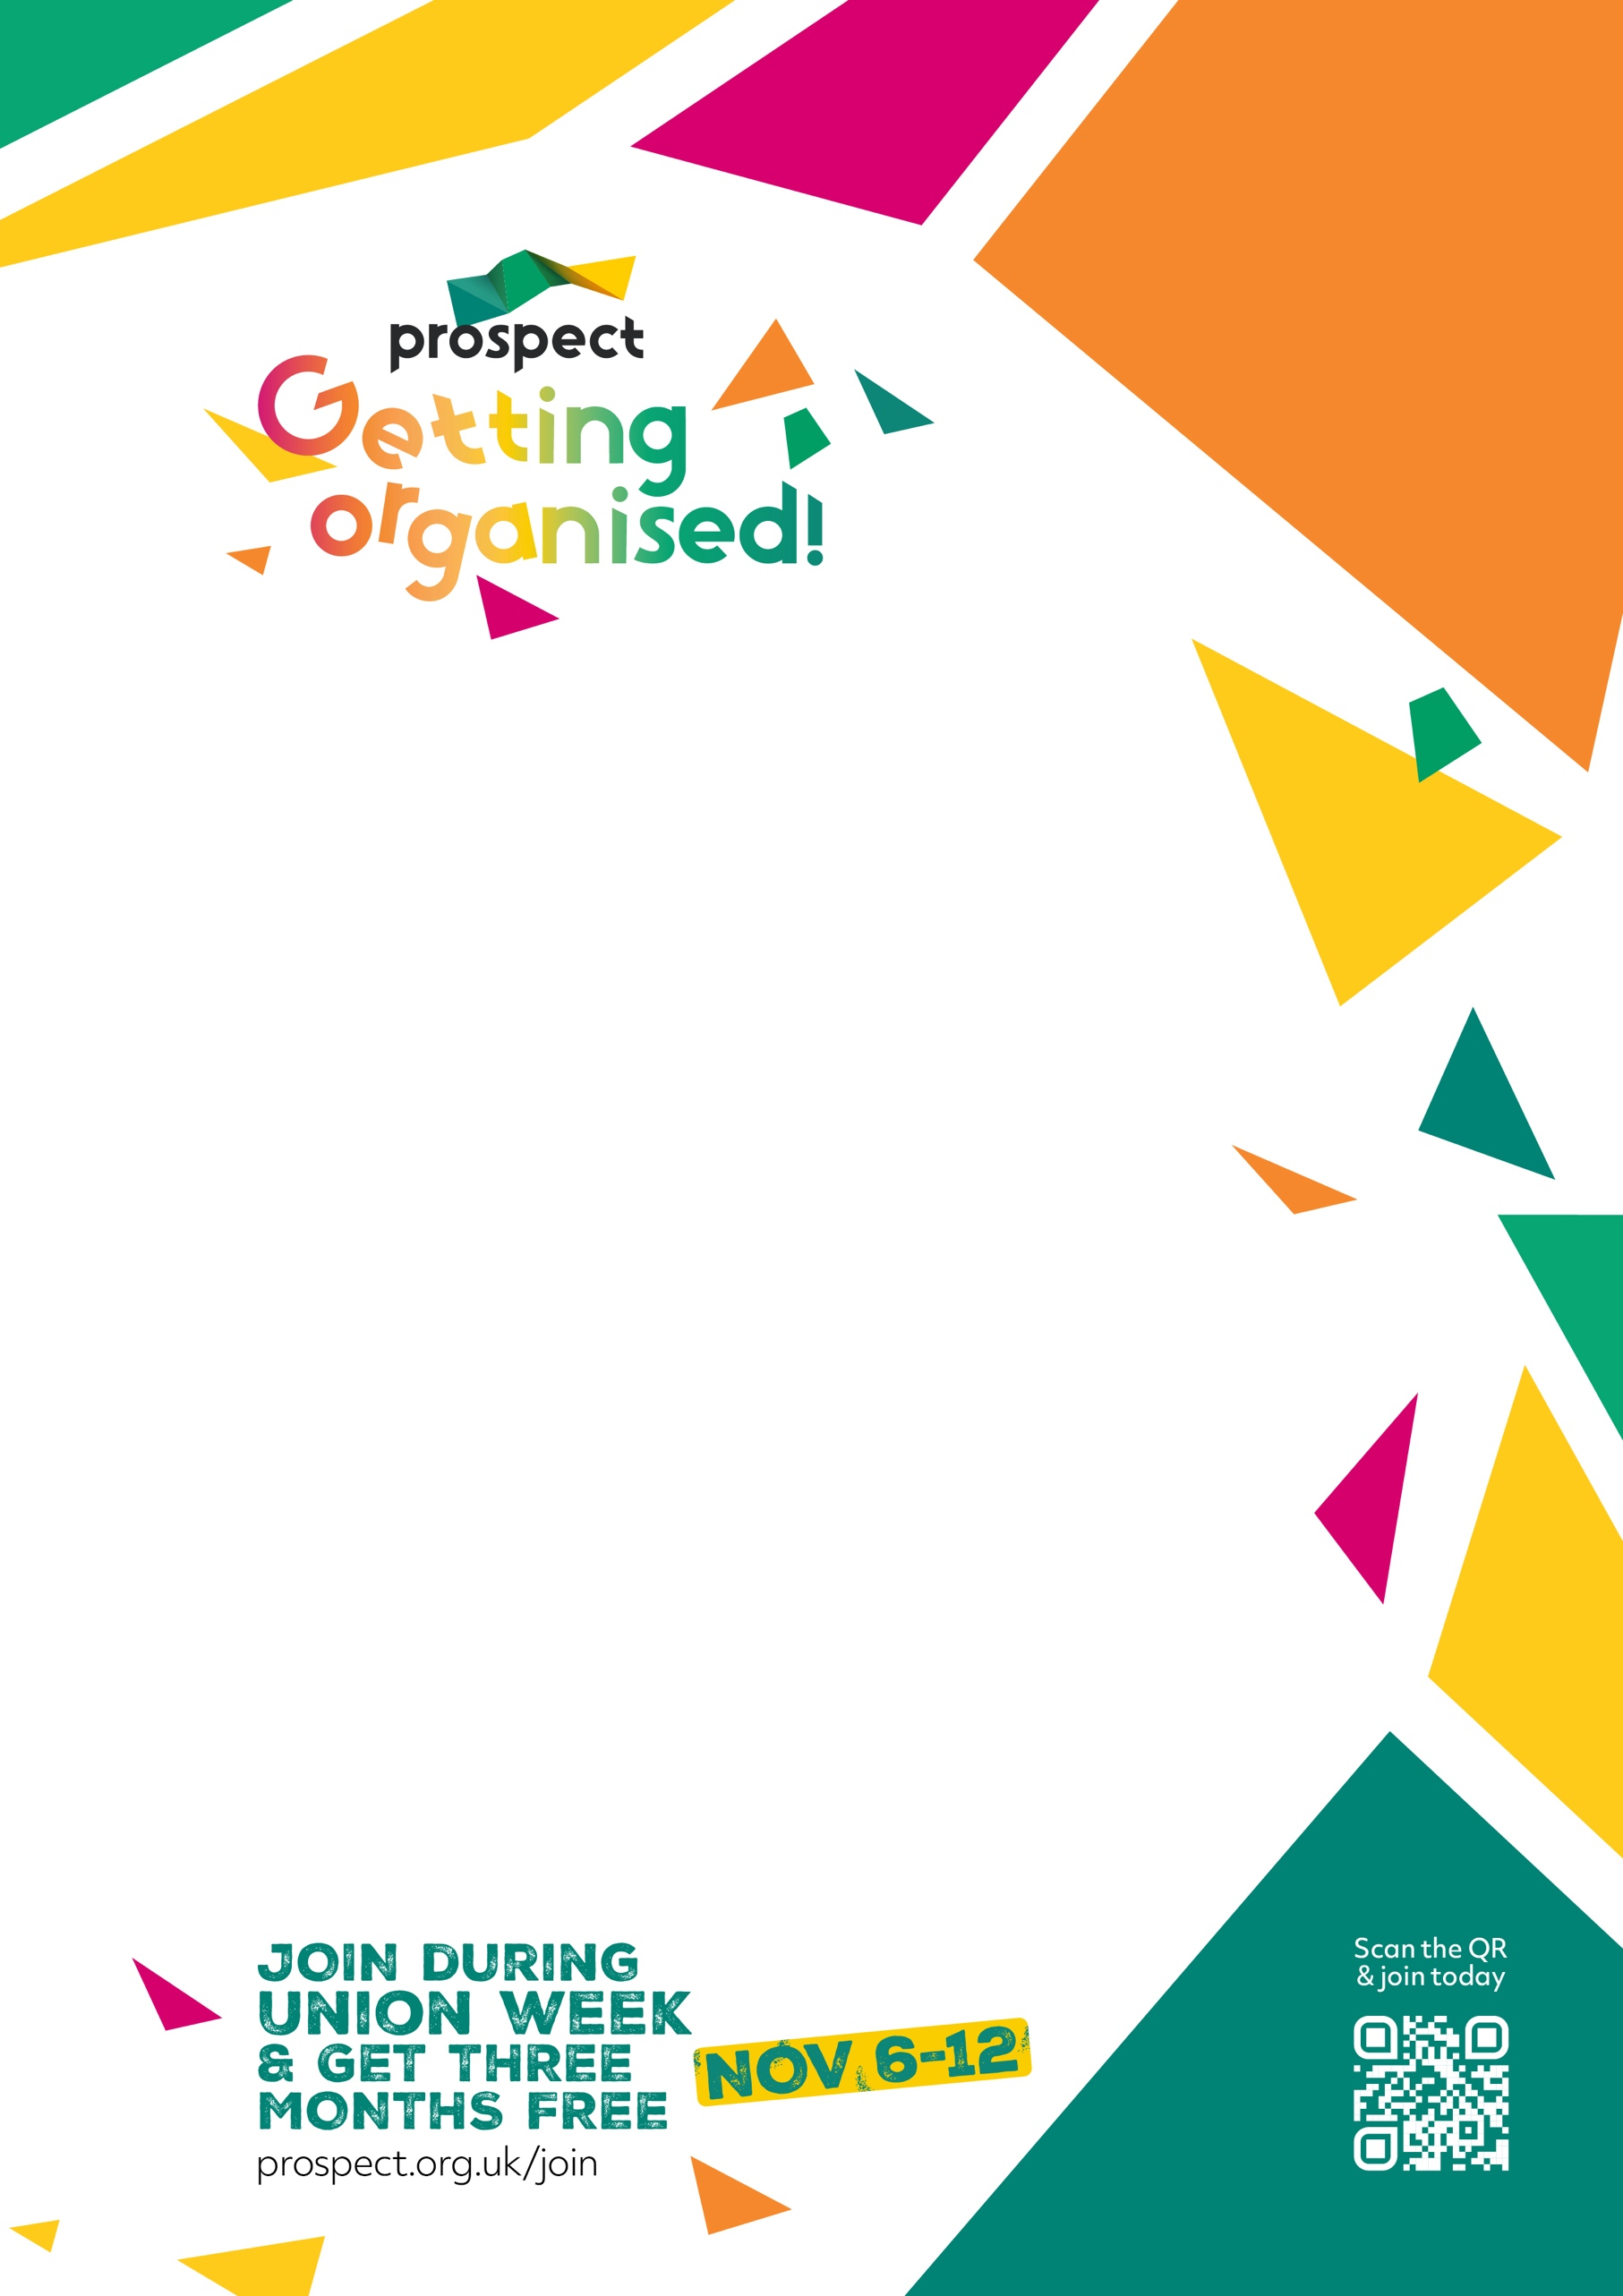 prospect
Getting
organised!
JOIN DURING
UNION WEEK
& GET THREE
MONTHS FREE
NOV 6-12
prospect.org.uk/join
Scan the QR
& join today